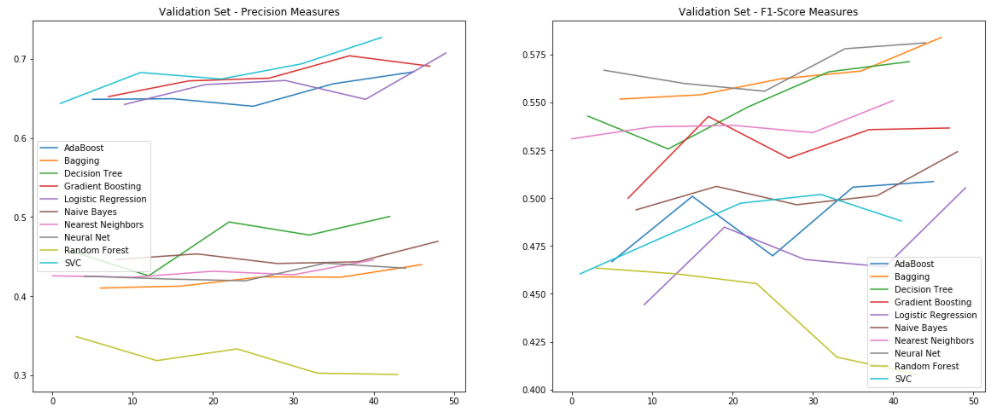 Validation Set - Precision Measures
0.7
0.6
0.5
0.4
0.3
AdaBoost
Bagging
Decision Tree
Gradient Boosting
Logistic Regression
Naive Bayes
Nearest Neighbors
Neural Net
Random Forest
SVC
0 10 20 30 40 50
Validation Set - F1-Score Measures
0.575
0.550
0.525
0.500
0.475
0.450
0.425
0.400
AdaBoost
Bagging
Decision Tree
Gradient Boosting
Logistic Regression
Naive Bayes
Nearest Neighbors
Neural Net
Random Forest
SVC
0 10 20 30 40 50